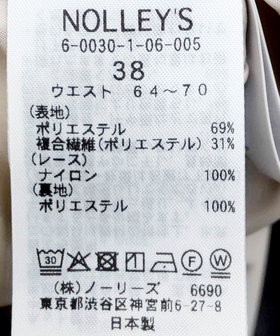 NOLLEY'S
6-0030-1-06-005
38
ウエスト 64～70
(表地)
ポリエステル 69%
複合繊維(ポリエステル) 31%
(レース)
ナイロン 100%
(裏地)
ポリエステル 100%
30 F W
(株)ノーリーズ 6690
東京都渋谷区神宮前6-27-8
日本製